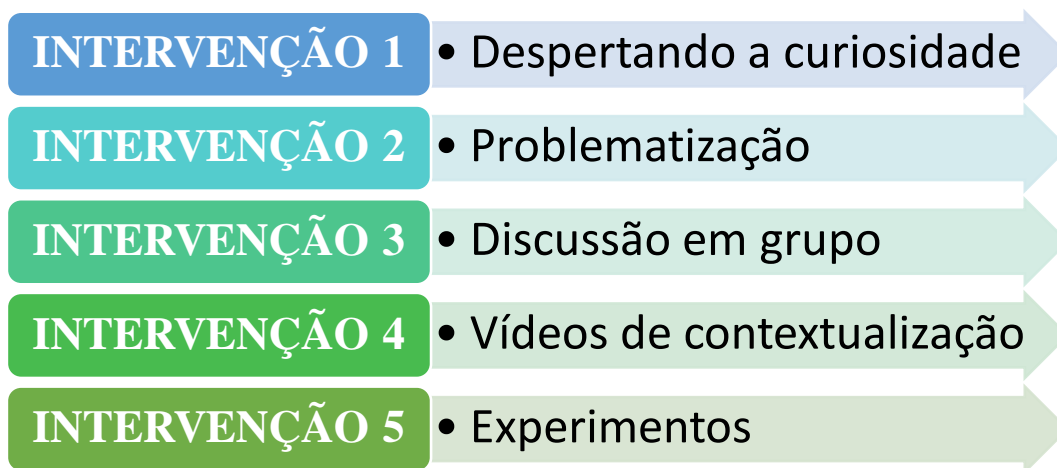 INTERVENÇÃO 1 • Despertando a curiosidade
INTERVENÇÃO 2 • Problematização
INTERVENÇÃO 3 • Discussão em grupo
INTERVENÇÃO 4 • Vídeos de contextualização
INTERVENÇÃO 5 • Experimentos